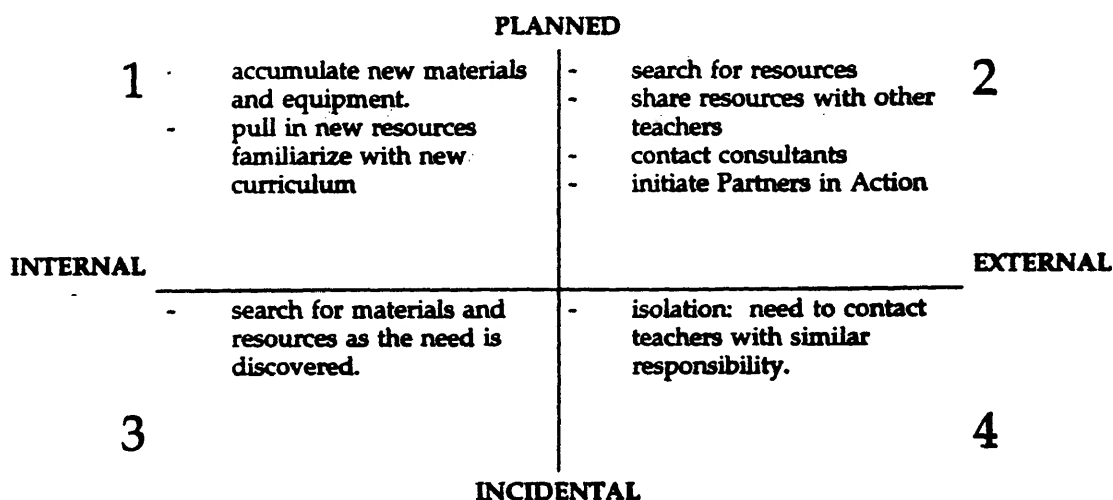 PLANNED
1
- accumulate new materials
and equipment.
- pull in new resources
familiarize with new
curriculum
- search for resources
- share resources with other
teachers
- contact consultants
- initiate Partners in Action
2
INTERNAL
EXTERNAL
- search for materials and
resources as the need is
discovered.
- isolation: need to contact
teachers with similar
responsibility.
3
4
INCIDENTAL